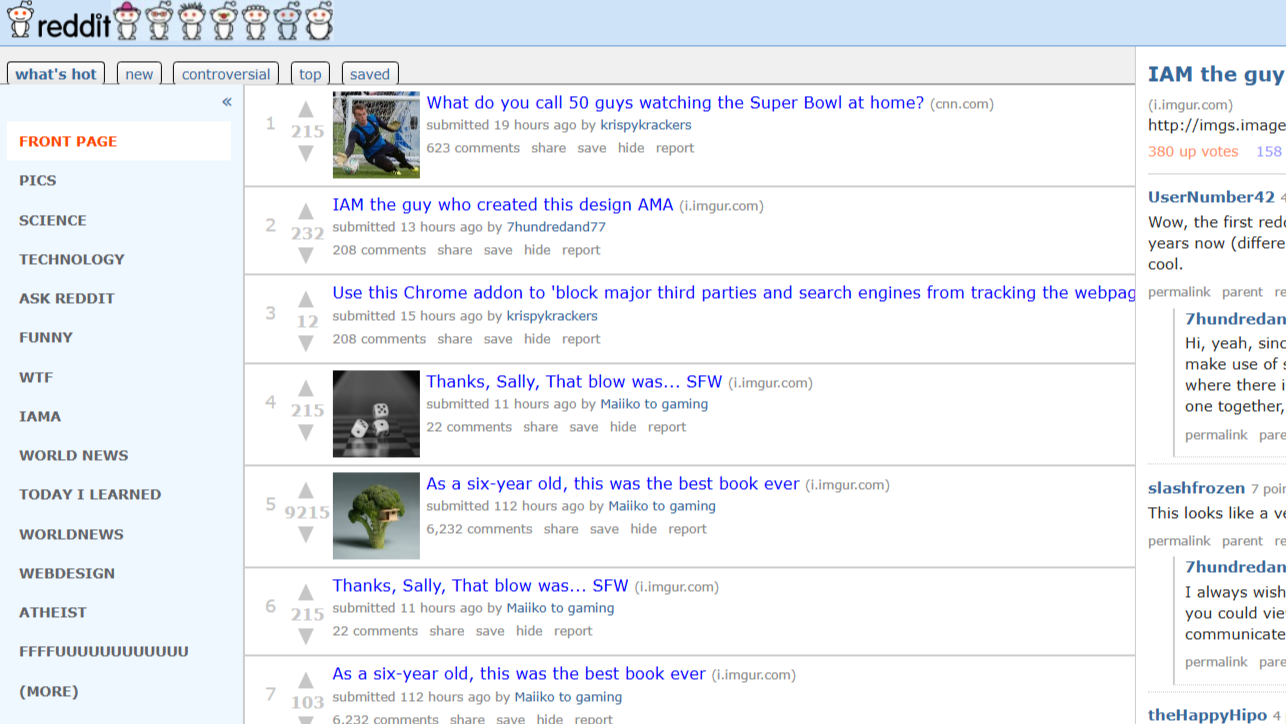 reddit
what's hot new controversial top saved
«
FRONT PAGE
PICS
SCIENCE
TECHNOLOGY
ASK REDDIT
FUNNY
WTF
IAMA
WORLD NEWS
TODAY I LEARNED
WORLDNEWS
WEBDESIGN
ATHEIST
FFFFUUUUUUUUUUUU
(MORE)
1
215
What do you call 50 guys watching the Super Bowl at home? (cnn.com)
submitted 19 hours ago by krispykrackers
623 comments share save hide report
2
232
IAM the guy who created this design AMA (i.imgur.com)
submitted 13 hours ago by 7hundredand77
208 comments share save hide report
3
12
Use this Chrome addon to 'block major third parties and search engines from tracking the webpag
submitted 15 hours ago by krispykrackers
208 comments share save hide report
4
215
Thanks, Sally, That blow was... SFW (i.imgur.com)
submitted 11 hours ago by Maiiko to gaming
22 comments share save hide report
5
9215
As a six-year old, this was the best book ever (i.imgur.com)
submitted 112 hours ago by Maiiko to gaming
6,232 comments share save hide report
6
215
Thanks, Sally, That blow was... SFW (i.imgur.com)
submitted 11 hours ago by Maiiko to gaming
22 comments share save hide report
7
103
As a six-year old, this was the best book ever (i.imgur.com)
submitted 112 hours ago by Maiiko to gaming
6,232 comments share save hide report
IAM the guy
(i.imgur.com)
http://imgs.image
380 up votes 158
UserNumber42 4
Wow, the first redd
years now (differe
cool.
permalink parent re
7hundredan
Hi, yeah, sinc
make use of s
where there i
one together,
permalink pare
slashfrozen 7 poin
This looks like a ve
permalink parent re
7hundredan
I always wish
you could vie
communicate
permalink pare
theHappyHipo 4